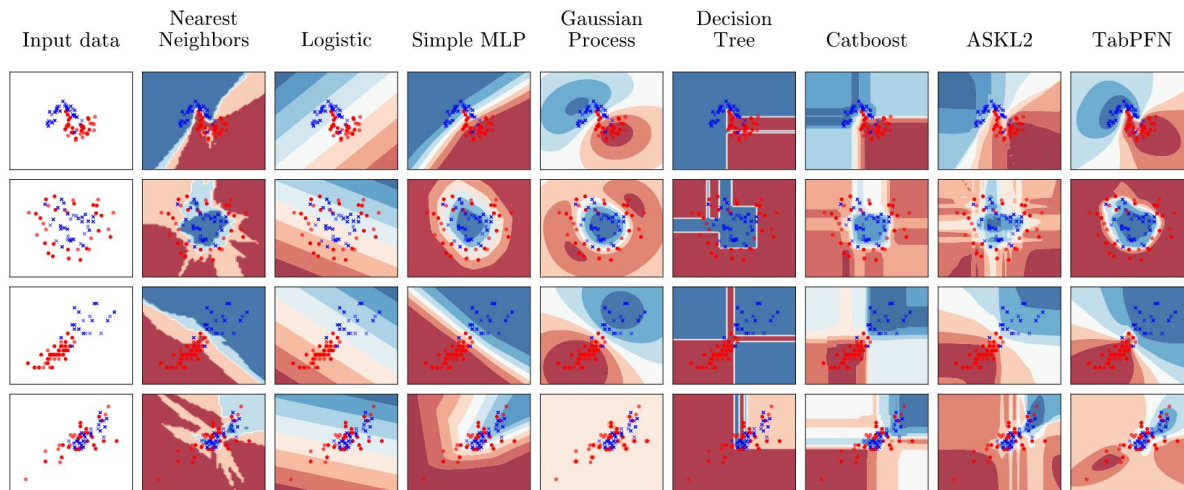 Input data
Nearest
Neighbors
Logistic
Simple MLP
Gaussian
Process
Decision
Tree
Catboost
ASKL2
TabPFN